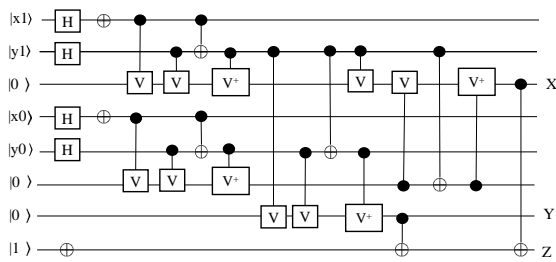 |x1⟩ H
|y1⟩ H
|0 ⟩ V V V+ V V V+ X
|x0⟩ H
|y0⟩ H
|0 ⟩ V V V+
|0 ⟩ V V V+ Y
|1 ⟩ Z